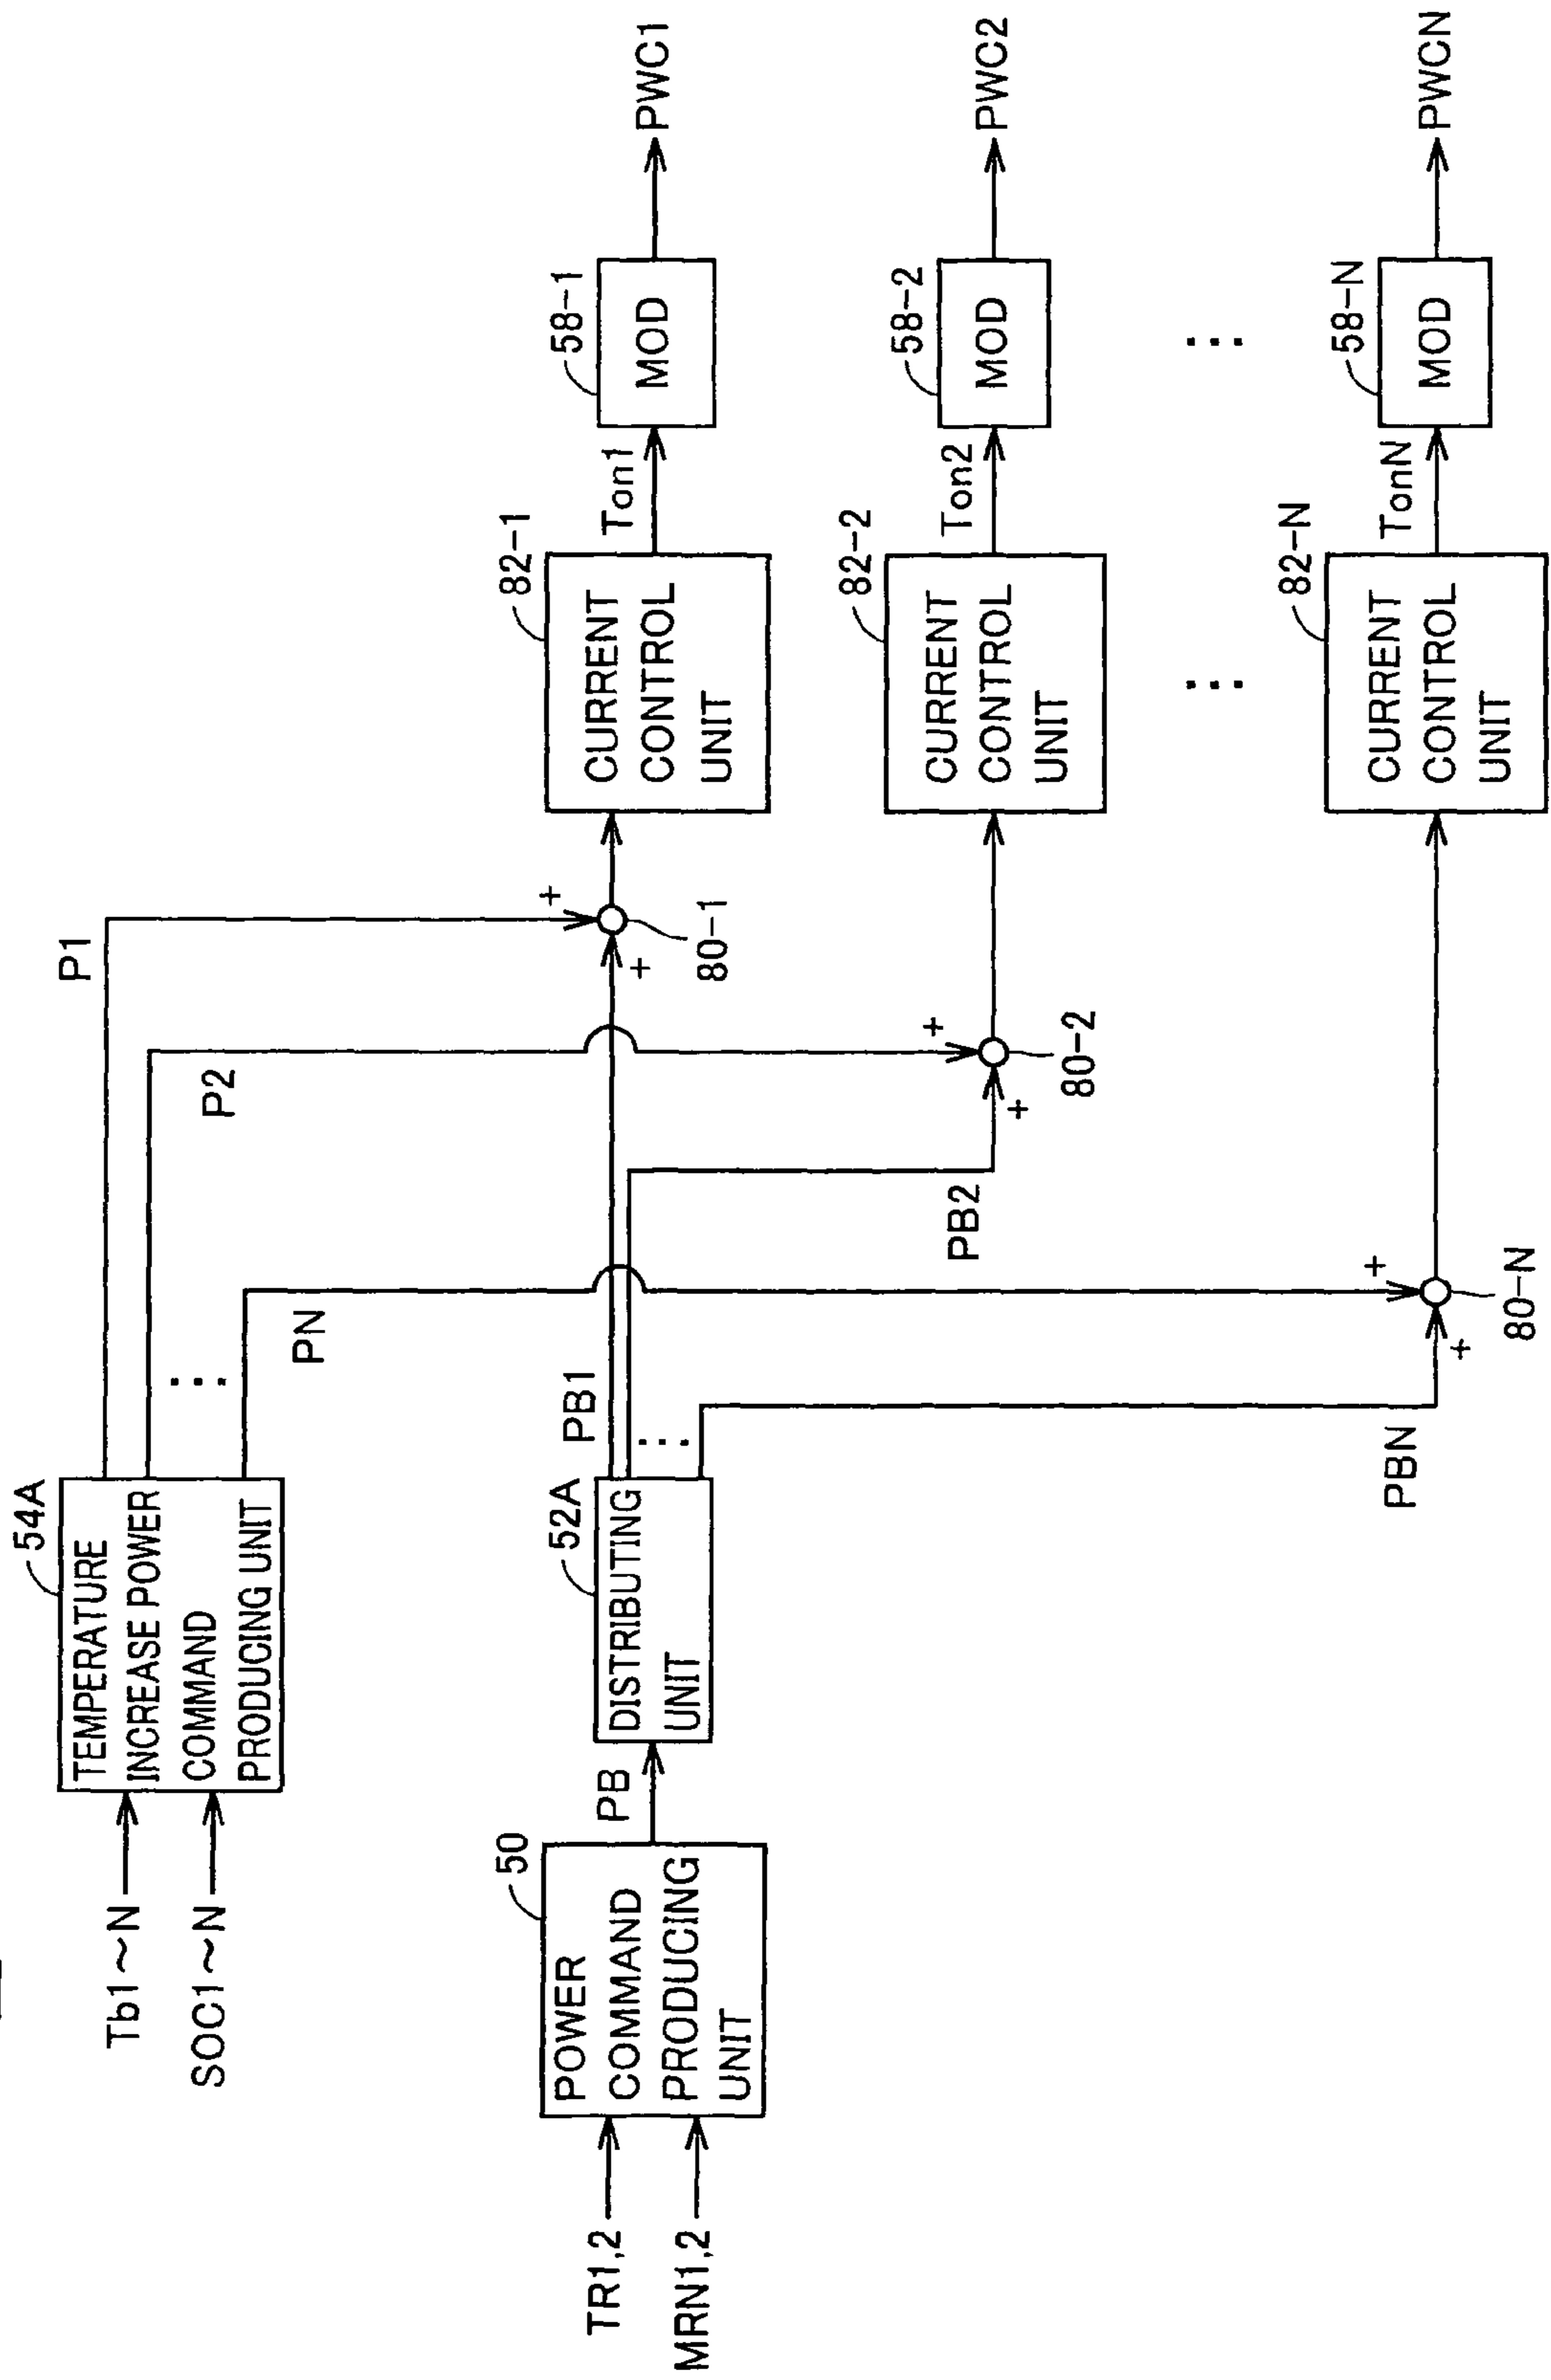 54A
TEMPERATURE
INCREASE POWER
COMMAND
PRODUCING UNIT
Tb1~N
SOC1~N
P1
P2
PN
...
50
POWER
COMMAND
PRODUCING
UNIT
TR1,2
MRN1,2
PB
52A
DISTRIBUTING
UNIT
PB1
...
PB2
PBN
+
+
80-1
+
+
80-2
+
+
80-N
82-1
CURRENT
CONTROL
UNIT
Ton1
58-1
MOD
PWC1
82-2
CURRENT
CONTROL
UNIT
Ton2
58-2
MOD
PWC2
...
...
82-N
CURRENT
CONTROL
UNIT
TonN
58-N
MOD
PWCN